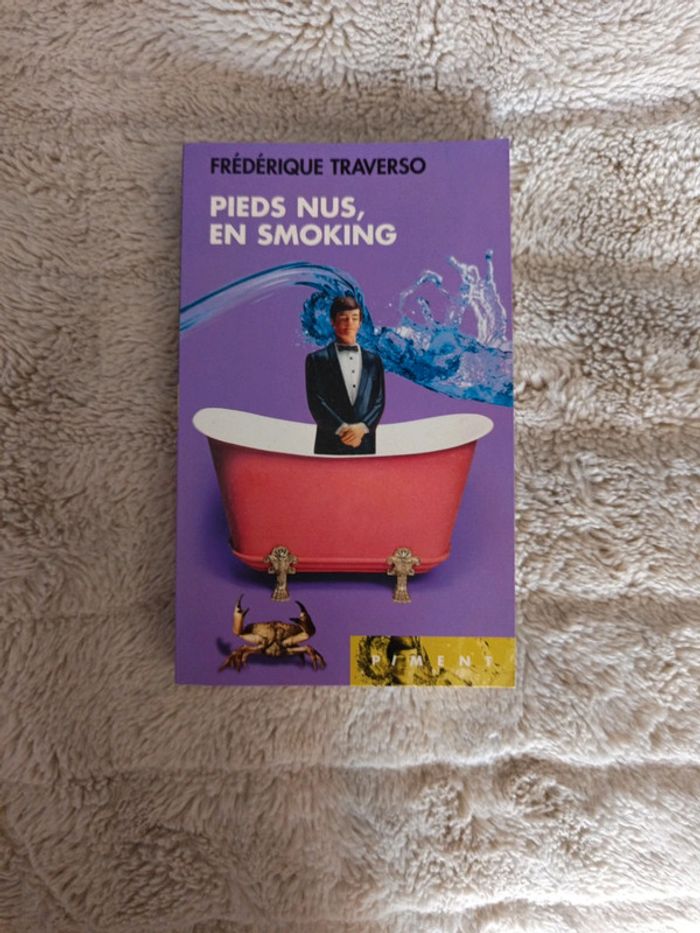 FRÉDÉRIQUE TRAVERSO
PIEDS NUS,
EN SMOKING
PIMENT